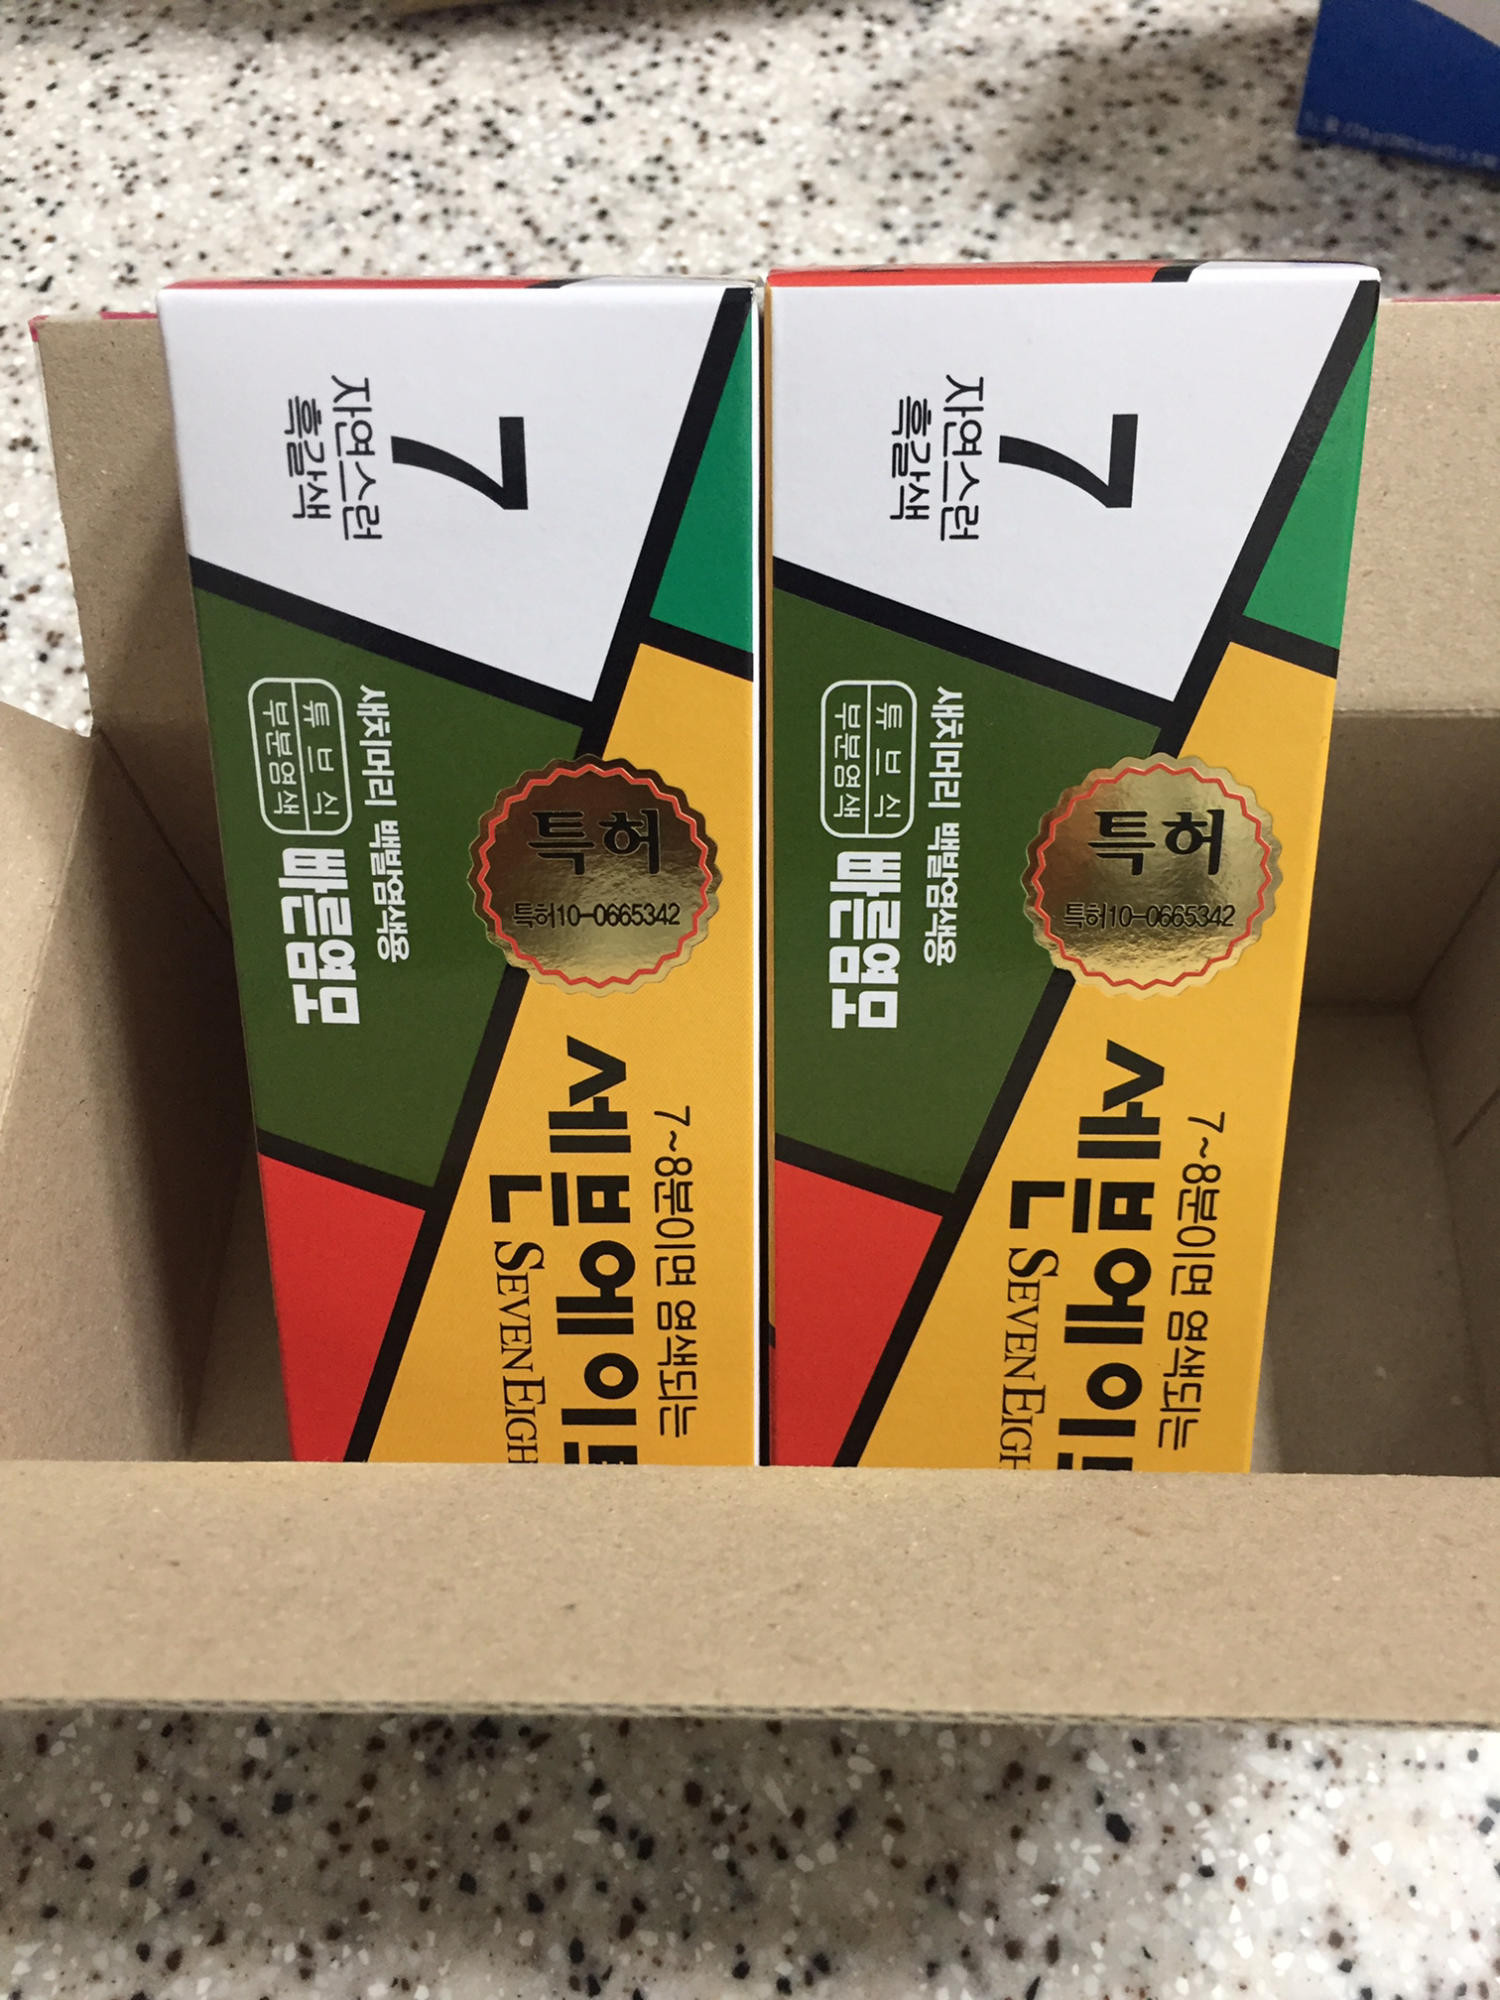 7
자연스런
흑갈색
새치머리 백발염색용
튜브식
부분염색
빠른염모
특허
특허10-0665342
7~8분이면 염색되는
세븐에이
SEVEN EIGH
7
자연스런
흑갈색
새치머리 백발염색용
튜브식
부분염색
빠른염모
특허
특허10-0665342
7~8분이면 염색되는
세븐에이
SEVEN EIGH